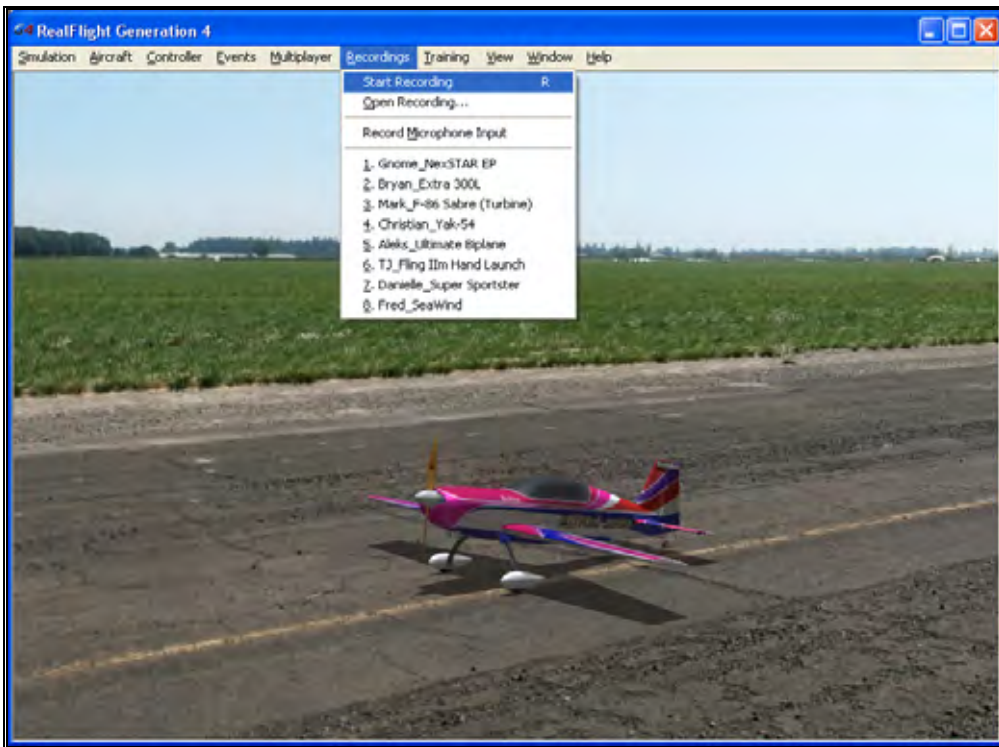 G4 RealFlight Generation 4
Simulation Aircraft Controller Events Multiplayer Recordings Training View Window Help
Start Recording R
Open Recording...
Record Microphone Input
1. Gnome_NexSTAR EP
2. Bryan_Extra 300L
3. Mark_F-86 Sabre (Turbine)
4. Christian_Yak-54
5. Aleks_Ultimate Biplane
6. TJ_Fling IIm Hand Launch
7. Danielle_Super Sportster
8. Fred_SeaWind